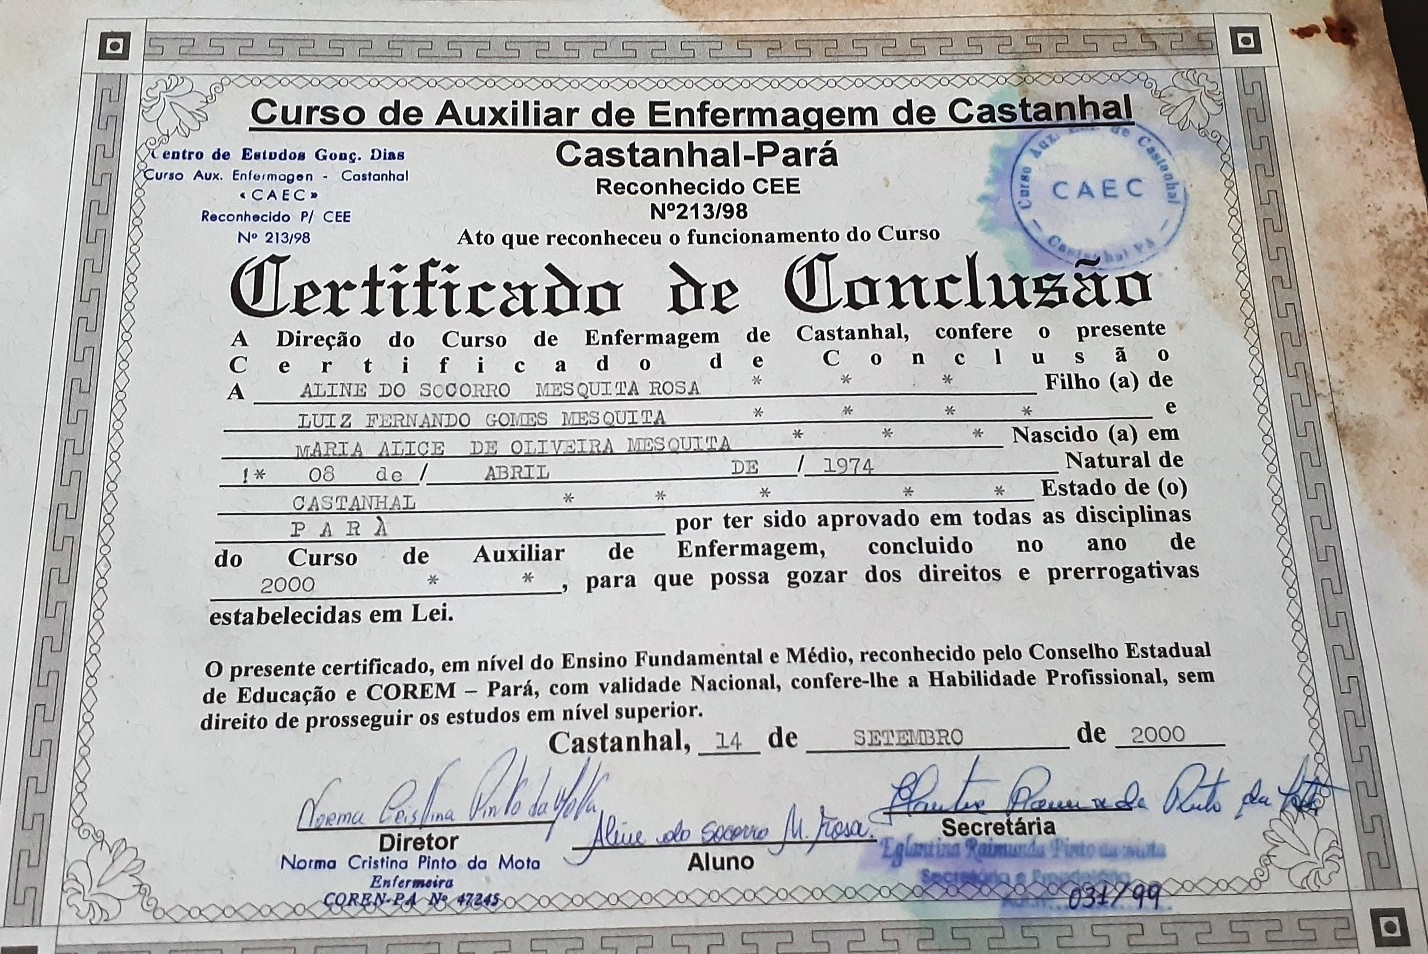 Curso de Auxiliar de Enfermagem de Castanhal
Castanhal-Pará
Reconhecido CEE
Nº213/98
Ato que reconheceu o funcionamento do Curso
Centro de Estudos Gonç. Dias
Curso Aux. Enfermagen - Castanhal
«CAEC»
Reconhecido P/ CEE
Nº 213/98
Curso Aux. Enf. de Castanhal
CAEC
Castanhal PA
Certificado de Conclusão
A Direção do Curso de Enfermagem de Castanhal, confere o presente
Certificado de Conclusão
A ALINE DO SOCORRO MESQUITA ROSA * * * Filho (a) de
LUIZ FERNANDO GOMES MESQUITA * * * * e
MARIA ALICE DE OLIVEIRA MESQUITA * * * Nascido (a) em
!* 08 de / ABRIL DE / 1974 Natural de
CASTANHAL * * * * * Estado de (o)
P A R À por ter sido aprovado em todas as disciplinas
do Curso de Auxiliar de Enfermagem, concluido no ano de
2000 * * , para que possa gozar dos direitos e prerrogativas
estabelecidas em Lei.
O presente certificado, em nível do Ensino Fundamental e Médio, reconhecido pelo Conselho Estadual
de Educação e COREM – Pará, com validade Nacional, confere-lhe a Habilidade Profissional, sem
direito de prosseguir os estudos em nível superior.
Castanhal, 14 de SETEMBRO de 2000
Norma Cristina Pinto da Motta
Diretor
Norma Cristina Pinto da Mota
Enfermeira
COREN-PA Nº 47245
Aline do Socorro M. Rosa.
Aluno
Pinto da
Secretária
Eglantina Raimunda Pinto da Mota
Secretária e
031/99